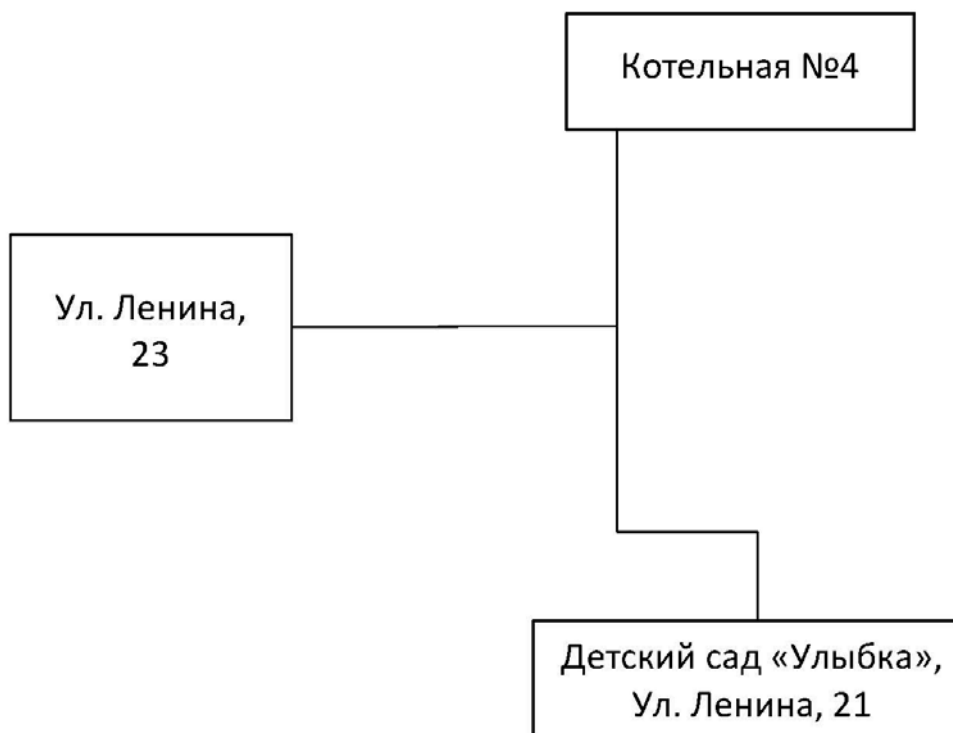 Котельная №4
Ул. Ленина,
23
Детский сад «Улыбка»,
Ул. Ленина, 21